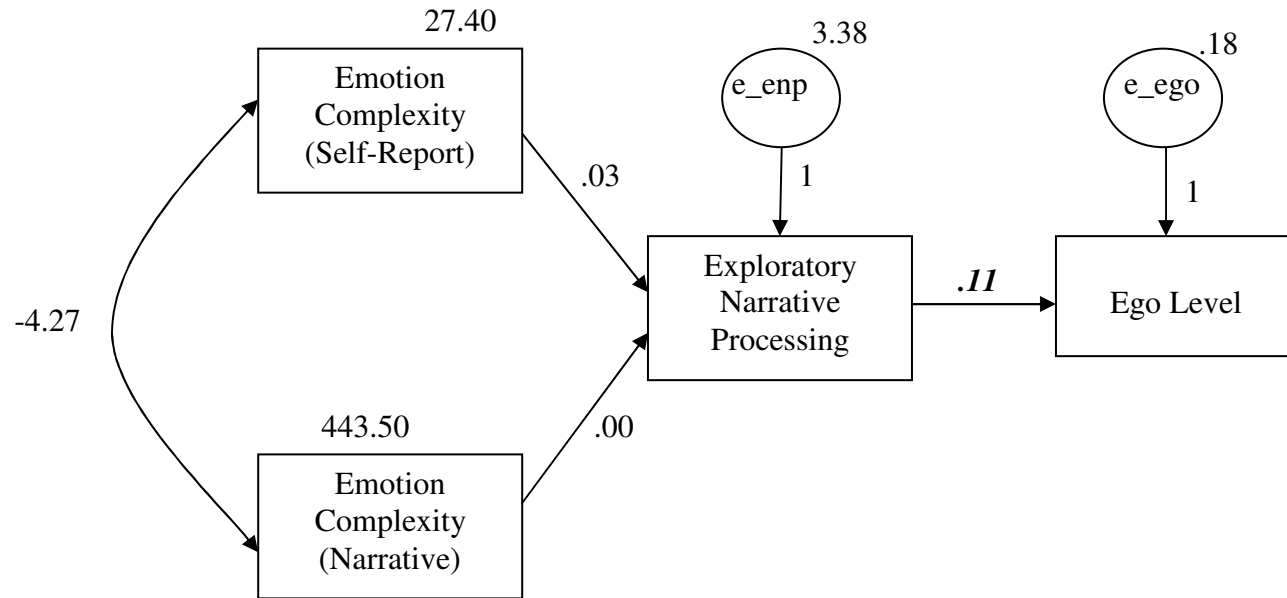 27.40
Emotion
Complexity
(Self-Report)
3.38
e_enp
.18
e_ego
.03
1
1
Exploratory
Narrative
Processing
.11
Ego Level
-4.27
443.50
.00
Emotion
Complexity
(Narrative)